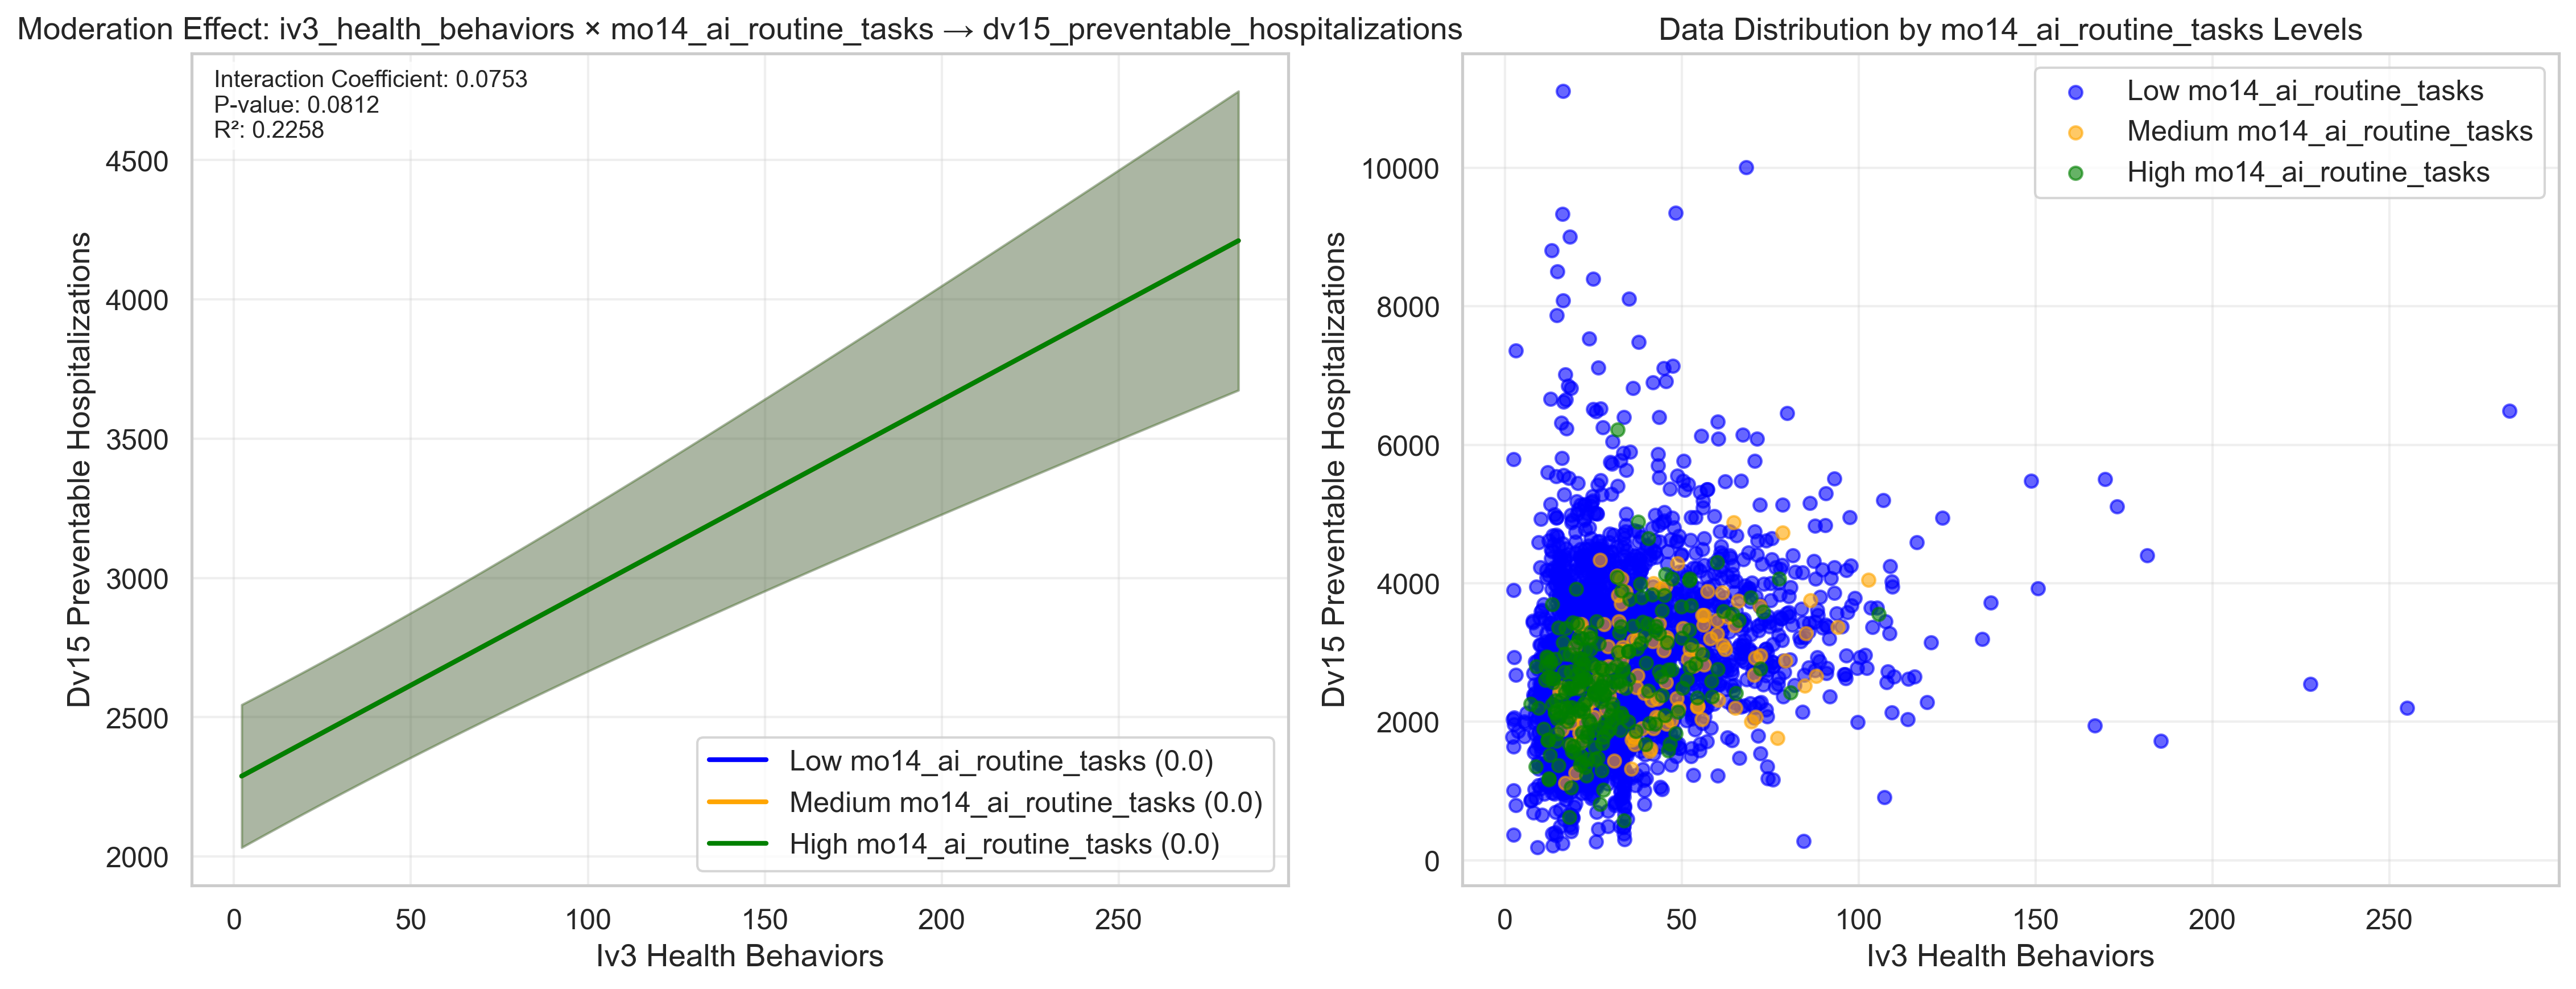 Moderation Effect: iv3_health_behaviors × mo14_ai_routine_tasks → dv15_preventable_hospitalizations
Interaction Coefficient: 0.0753
P-value: 0.0812
R²: 0.2258
Dv15 Preventable Hospitalizations
4500
4000
3500
3000
2500
2000
Low mo14_ai_routine_tasks (0.0)
Medium mo14_ai_routine_tasks (0.0)
High mo14_ai_routine_tasks (0.0)
0 50 100 150 200 250
Iv3 Health Behaviors
Data Distribution by mo14_ai_routine_tasks Levels
Low mo14_ai_routine_tasks
Medium mo14_ai_routine_tasks
High mo14_ai_routine_tasks
Dv15 Preventable Hospitalizations
10000
8000
6000
4000
2000
0
0 50 100 150 200 250
Iv3 Health Behaviors